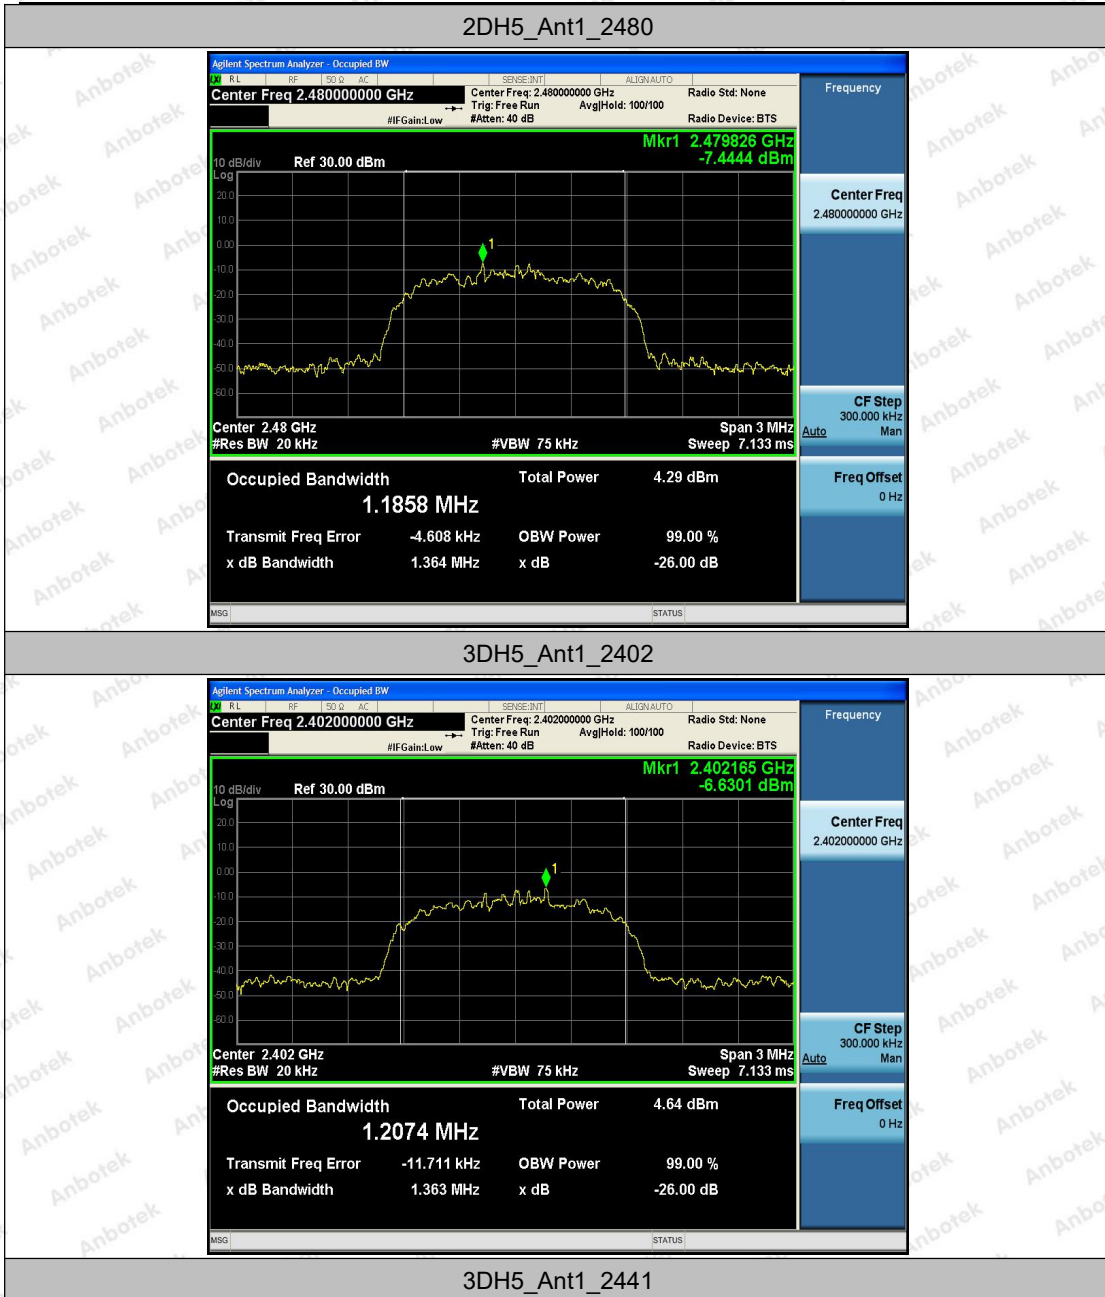 2DH5_Ant1_2480
Agilent Spectrum Analyzer - Occupied BW
LXI RL RF 50 Ω AC SENSE:INT ALIGNAUTO
Center Freq 2.480000000 GHz
Center Freq: 2.480000000 GHz
Radio Std: None
Trig: Free Run Avg|Hold: 100/100
#IFGain:Low #Atten: 40 dB Radio Device: BTS
Mkr1 2.479826 GHz
-7.4444 dBm
10 dB/div Ref 30.00 dBm
Log
20.0
10.0
0.00
-10.0
-20.0
-30.0
-40.0
-50.0
-60.0
1
Center 2.48 GHz Span 3 MHz
#Res BW 20 kHz #VBW 75 kHz Sweep 7.133 ms
Occupied Bandwidth Total Power 4.29 dBm
1.1858 MHz
Transmit Freq Error -4.608 kHz OBW Power 99.00 %
x dB Bandwidth 1.364 MHz x dB -26.00 dB
MSG STATUS
Frequency
Center Freq
2.480000000 GHz
CF Step
300.000 kHz
Auto Man
Freq Offset
0 Hz
3DH5_Ant1_2402
Agilent Spectrum Analyzer - Occupied BW
LXI RL RF 50 Ω AC SENSE:INT ALIGNAUTO
Center Freq 2.402000000 GHz
Center Freq: 2.402000000 GHz
Radio Std: None
Trig: Free Run Avg|Hold: 100/100
#IFGain:Low #Atten: 40 dB Radio Device: BTS
Mkr1 2.402165 GHz
-6.6301 dBm
10 dB/div Ref 30.00 dBm
Log
20.0
10.0
0.00
-10.0
-20.0
-30.0
-40.0
-50.0
-60.0
1
Center 2.402 GHz Span 3 MHz
#Res BW 20 kHz #VBW 75 kHz Sweep 7.133 ms
Occupied Bandwidth Total Power 4.64 dBm
1.2074 MHz
Transmit Freq Error -11.711 kHz OBW Power 99.00 %
x dB Bandwidth 1.363 MHz x dB -26.00 dB
MSG STATUS
Frequency
Center Freq
2.402000000 GHz
CF Step
300.000 kHz
Auto Man
Freq Offset
0 Hz
3DH5_Ant1_2441